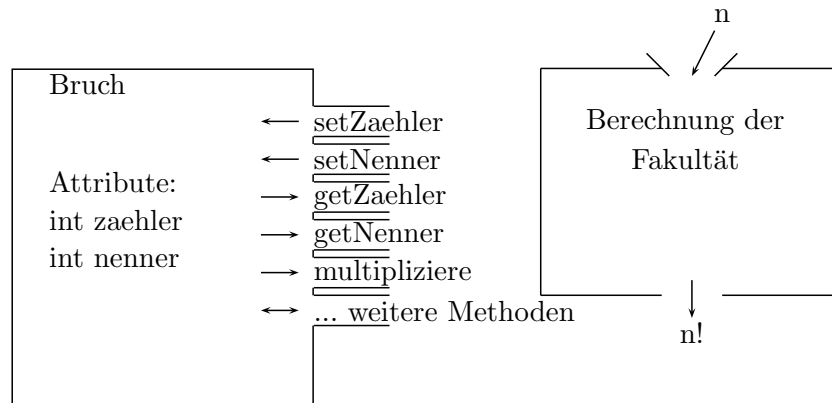 Bruch
Attribute:
int zaehler
int nenner
setZaehler
setNenner
getZaehler
getNenner
multipliziere
... weitere Methoden
n
Berechnung der
Fakultät
n!